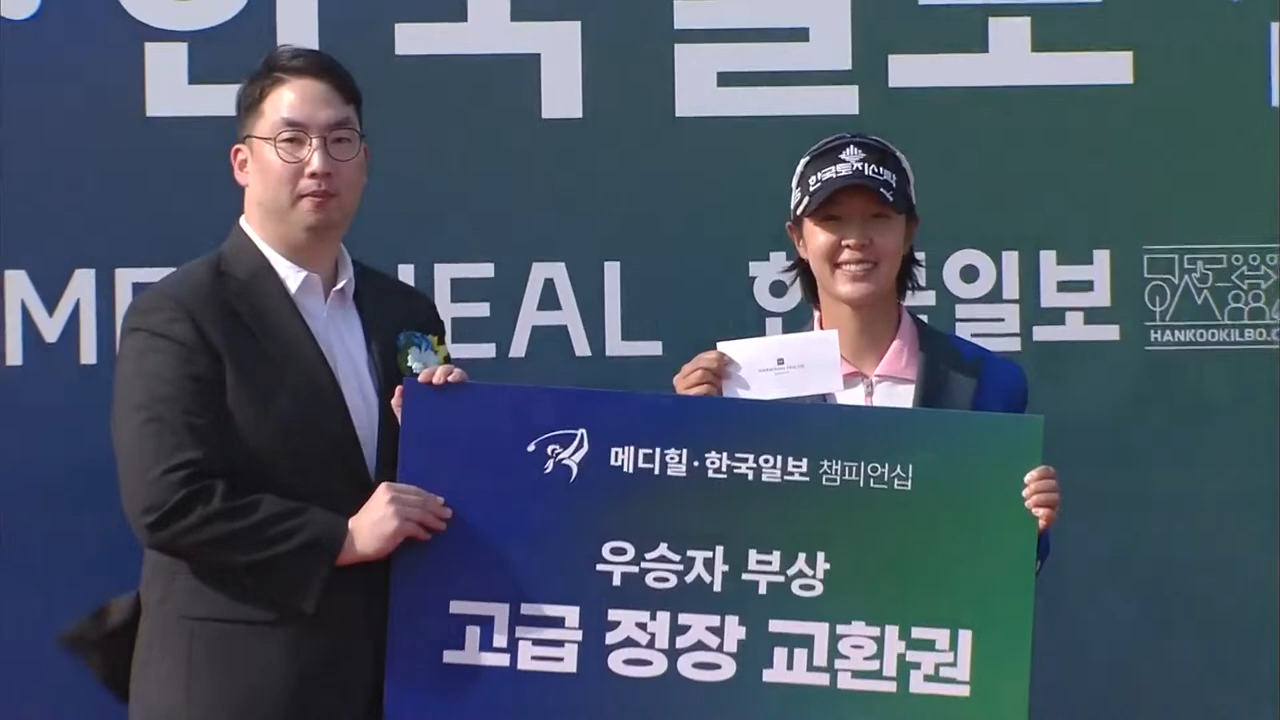 한국일보
MEDIHEAL 한국일보
HANKOOKILBO.
한국토지신탁
메디힐·한국일보 챔피언십
우승자 부상
고급 정장 교환권